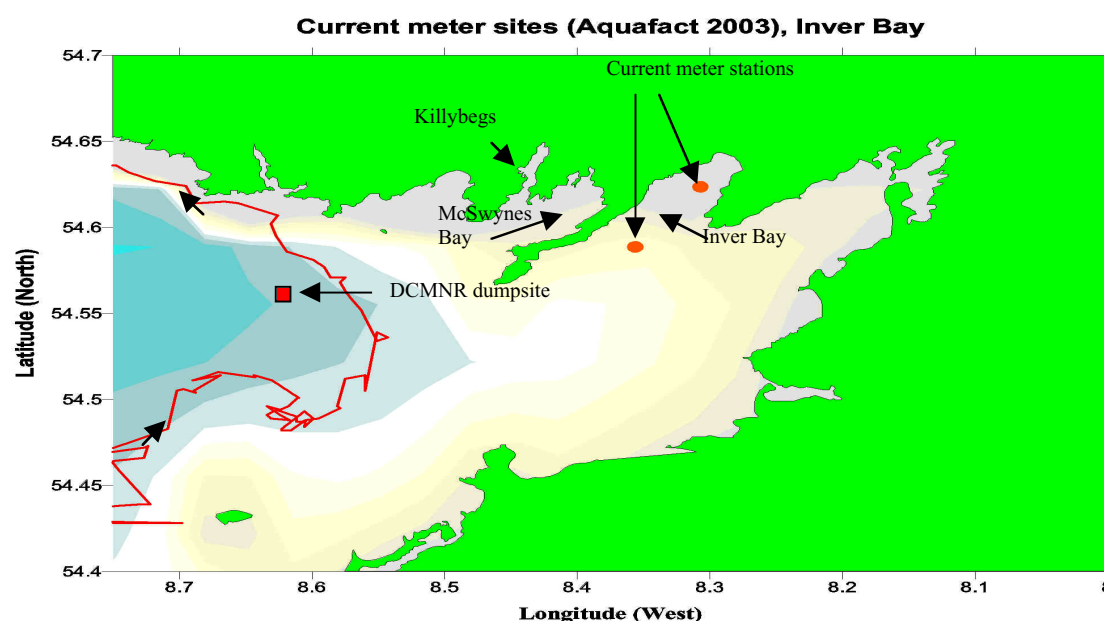 Current meter sites (Aquafact 2003), Inver Bay
54.7
Current meter stations
54.65
Killybegs
54.6
McSwynes
Bay
Inver Bay
DCMNR dumpsite
54.55
Latitude (North)
54.5
54.45
54.4
8.7 8.6 8.5 8.4 8.3 8.2 8.1 8
Longitude (West)